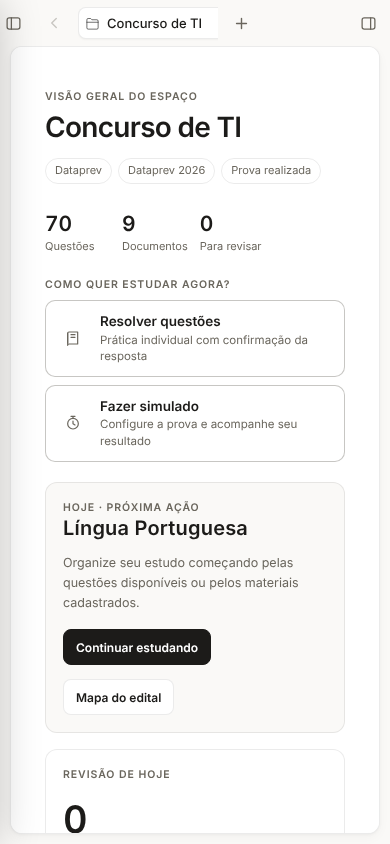 Concurso de TI
VISÃO GERAL DO ESPAÇO
Concurso de TI
Dataprev
Dataprev 2026
Prova realizada
70
Questões
9
Documentos
0
Para revisar
COMO QUER ESTUDAR AGORA?
Resolver questões
Prática individual com confirmação da
resposta
Fazer simulado
Configure a prova e acompanhe seu
resultado
HOJE · PRÓXIMA AÇÃO
Língua Portuguesa
Organize seu estudo começando pelas
questões disponíveis ou pelos materiais
cadastrados.
Continuar estudando
Mapa do edital
REVISÃO DE HOJE
0